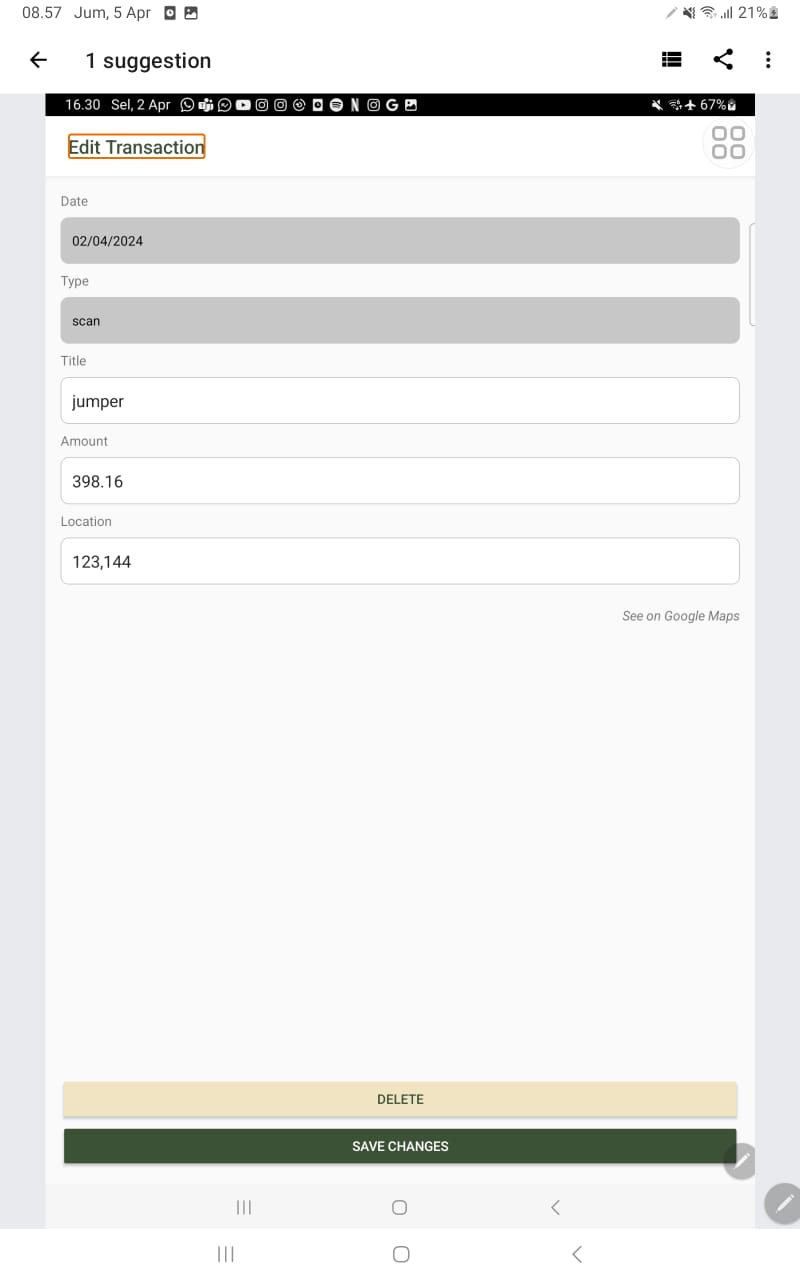 08.57 Jum, 5 Apr 21%
1 suggestion
16.30 Sel, 2 Apr 67%
Edit Transaction
Date
02/04/2024
Type
scan
Title
jumper
Amount
398.16
Location
123,144
See on Google Maps
DELETE
SAVE CHANGES